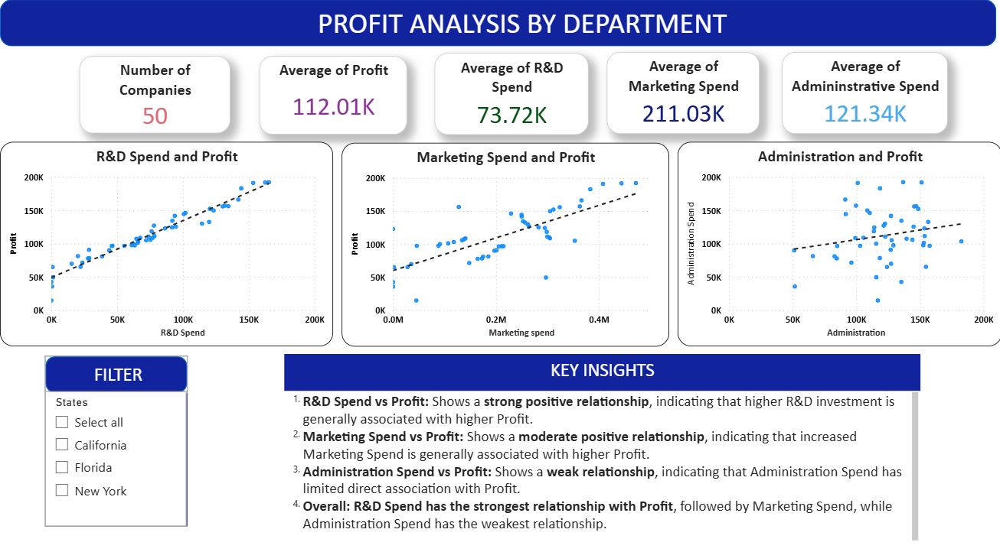 PROFIT ANALYSIS BY DEPARTMENT
Number of
Companies
50
Average of Profit
112.01K
Average of R&D
Spend
73.72K
Average of
Marketing Spend
211.03K
Average of
Admininstrative Spend
121.34K
R&D Spend and Profit
200K
150K
100K
50K
0K
Profit
0K 50K 100K 150K 200K
R&D Spend
Marketing Spend and Profit
200K
150K
100K
50K
0K
Profit
0.0M 0.2M 0.4M
Marketing spend
Administration and Profit
200K
150K
100K
50K
0K
Administration Spend
0K 50K 100K 150K 200K
Administration
FILTER
States
Select all
California
Florida
New York
KEY INSIGHTS
1. R&D Spend vs Profit: Shows a strong positive relationship, indicating that higher R&D investment is
generally associated with higher Profit.
2. Marketing Spend vs Profit: Shows a moderate positive relationship, indicating that increased
Marketing Spend is generally associated with higher Profit.
3. Administration Spend vs Profit: Shows a weak relationship, indicating that Administration Spend has
limited direct association with Profit.
4. Overall: R&D Spend has the strongest relationship with Profit, followed by Marketing Spend, while
Administration Spend has the weakest relationship.